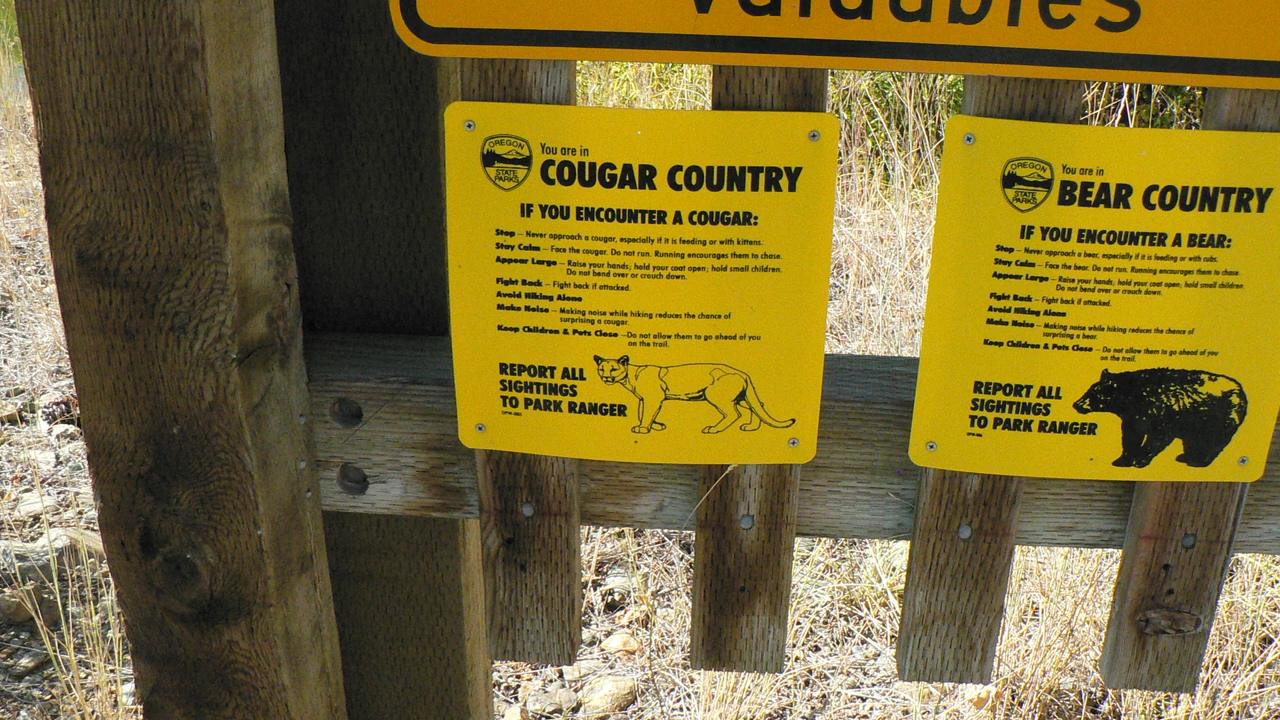 Valuables
OREGON
STATE
PARKS
You are in
COUGAR COUNTRY
IF YOU ENCOUNTER A COUGAR:
Stop – Never approach a cougar, especially if it is feeding or with kittens.
Stay Calm – Face the cougar. Do not run. Running encourages them to chase.
Appear Large – Raise your hands; hold your coat open; hold small children.
Do not bend over or crouch down.
Fight Back – Fight back if attacked.
Avoid Hiking Alone
Make Noise – Making noise while hiking reduces the chance of
surprising a cougar.
Keep Children & Pets Close – Do not allow them to go ahead of you
on the trail.
REPORT ALL
SIGHTINGS
TO PARK RANGER
OREGON
STATE
PARKS
You are in
BEAR COUNTRY
IF YOU ENCOUNTER A BEAR:
Stop – Never approach a bear, especially if it is feeding or with cubs.
Stay Calm – Face the bear. Do not run. Running encourages them to chase.
Appear Large – Raise your hands; hold your coat open; hold small children.
Do not bend over or crouch down.
Fight Back – Fight back if attacked.
Avoid Hiking Alone
Make Noise – Making noise while hiking reduces the chance of
surprising a bear.
Keep Children & Pets Close – Do not allow them to go ahead of you
on the trail.
REPORT ALL
SIGHTINGS
TO PARK RANGER